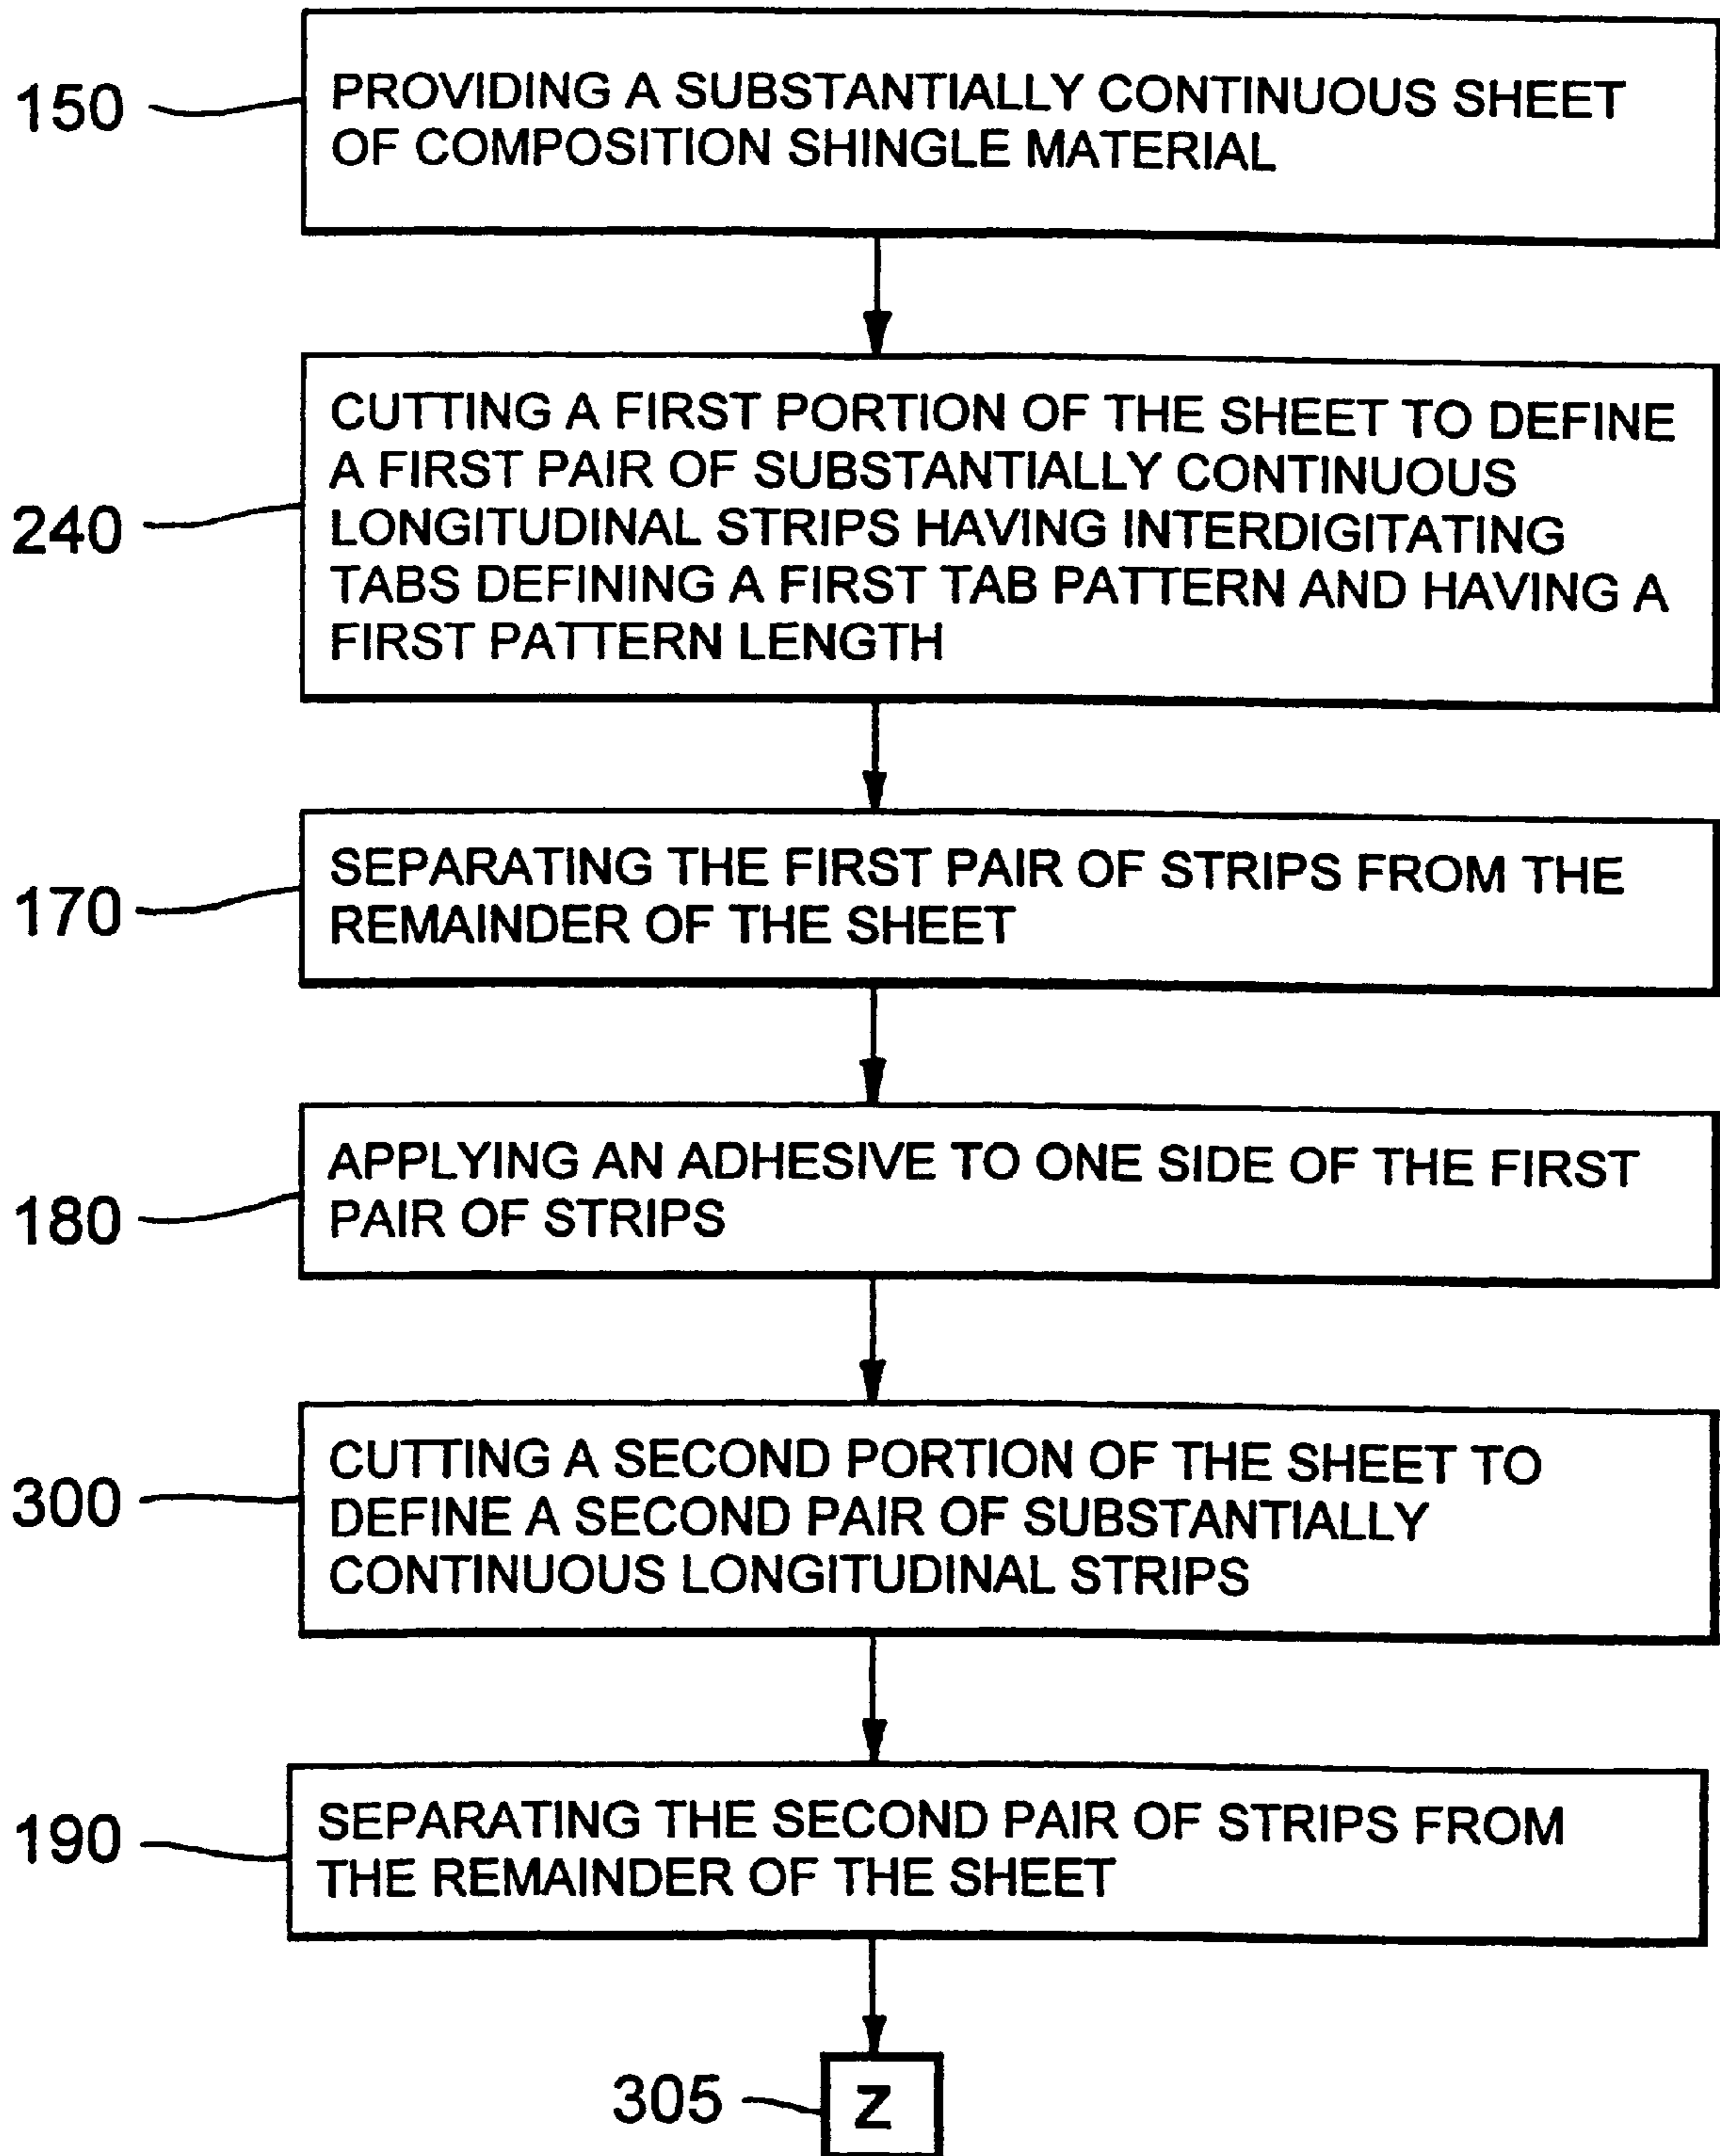 150
PROVIDING A SUBSTANTIALLY CONTINUOUS SHEET
OF COMPOSITION SHINGLE MATERIAL
240
CUTTING A FIRST PORTION OF THE SHEET TO DEFINE
A FIRST PAIR OF SUBSTANTIALLY CONTINUOUS
LONGITUDINAL STRIPS HAVING INTERDIGITATING
TABS DEFINING A FIRST TAB PATTERN AND HAVING A
FIRST PATTERN LENGTH
170
SEPARATING THE FIRST PAIR OF STRIPS FROM THE
REMAINDER OF THE SHEET
180
APPLYING AN ADHESIVE TO ONE SIDE OF THE FIRST
PAIR OF STRIPS
300
CUTTING A SECOND PORTION OF THE SHEET TO
DEFINE A SECOND PAIR OF SUBSTANTIALLY
CONTINUOUS LONGITUDINAL STRIPS
190
SEPARATING THE SECOND PAIR OF STRIPS FROM
THE REMAINDER OF THE SHEET
305
Z